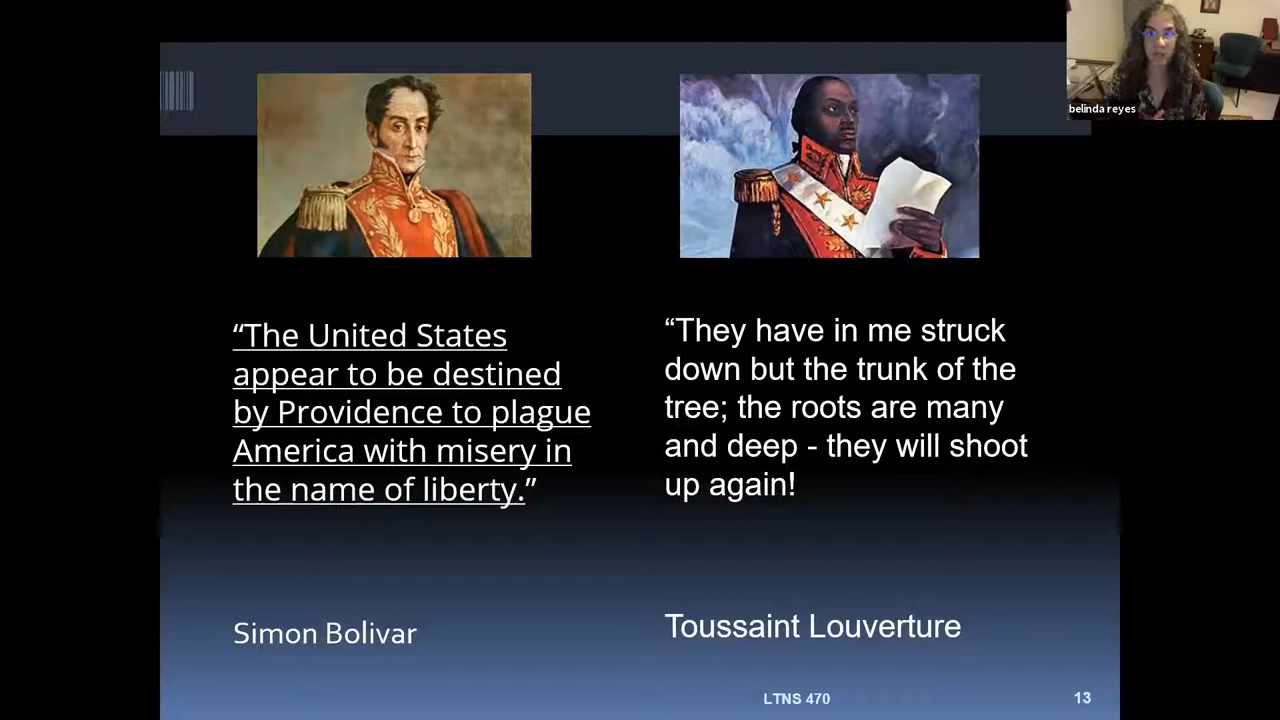 belinda reyes
“The United States
appear to be destined
by Providence to plague
America with misery in
the name of liberty.”
Simon Bolivar
“They have in me struck
down but the trunk of the
tree; the roots are many
and deep - they will shoot
up again!
Toussaint Louverture
LTNS 470
13